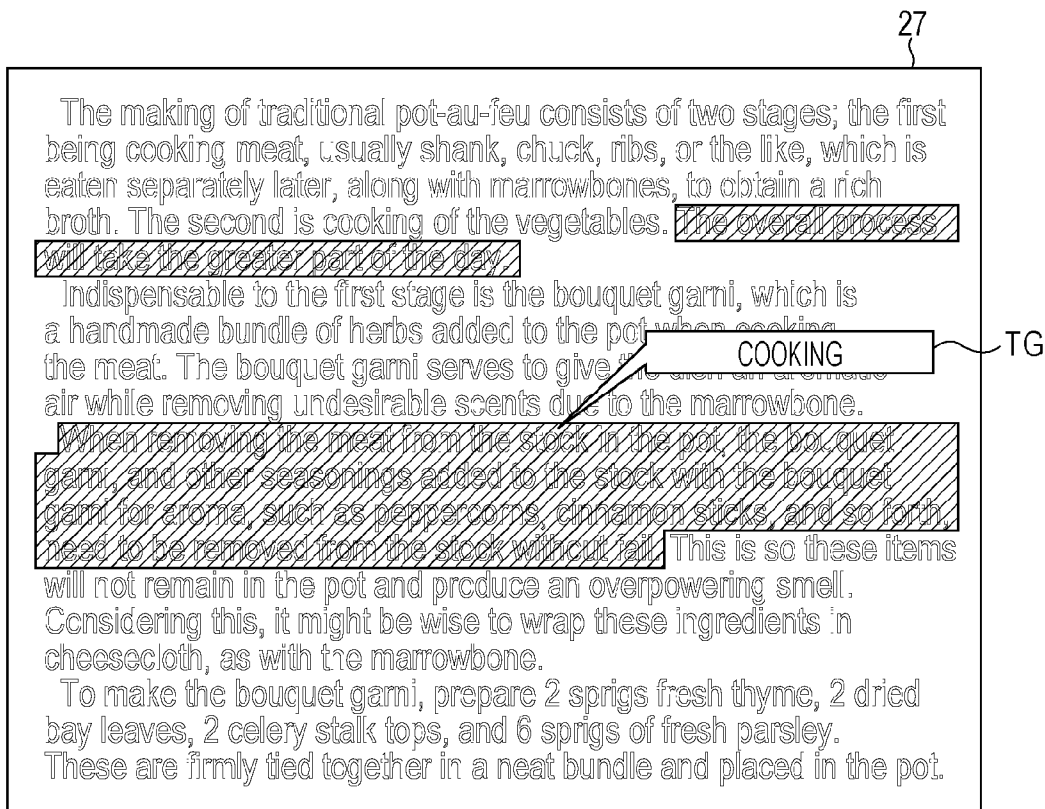 27
The making of traditional pot-au-feu consists of two stages; the first
being cooking meat, usually shank, chuck, ribs, or the like, which is
eaten separately later, along with marrowbones, to obtain a rich
broth. The second is cooking of the vegetables. The overall process
will take the greater part of the day.
Indispensable to the first stage is the bouquet garni, which is
a handmade bundle of herbs added to the pot when cooking
COOKING
TG
the meat. The bouquet garni serves to give the dish an aromatic
air while removing undesirable scents due to the marrowbone.
When removing the meat from the stock in the pot, the bouquet
garni, and other seasonings added to the stock with the bouquet
garni for aroma, such as peppercorns, cinnamon sticks, and so forth,
need to be removed from the stock without fail. This is so these items
will not remain in the pot and produce an overpowering smell.
Considering this, it might be wise to wrap these ingredients in
cheesecloth, as with the marrowbone.
To make the bouquet garni, prepare 2 sprigs fresh thyme, 2 dried
bay leaves, 2 celery stalk tops, and 6 sprigs of fresh parsley.
These are firmly tied together in a neat bundle and placed in the pot.